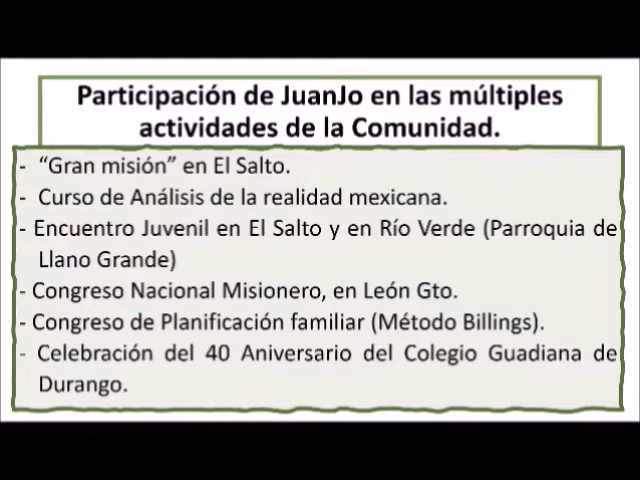 Participación de JuanJo en las múltiples
actividades de la Comunidad.
- “Gran misión” en El Salto.
- Curso de Análisis de la realidad mexicana.
- Encuentro Juvenil en El Salto y en Río Verde (Parroquia de
Llano Grande)
- Congreso Nacional Misionero, en León Gto.
- Congreso de Planificación familiar (Método Billings).
- Celebración del 40 Aniversario del Colegio Guadiana de
Durango.